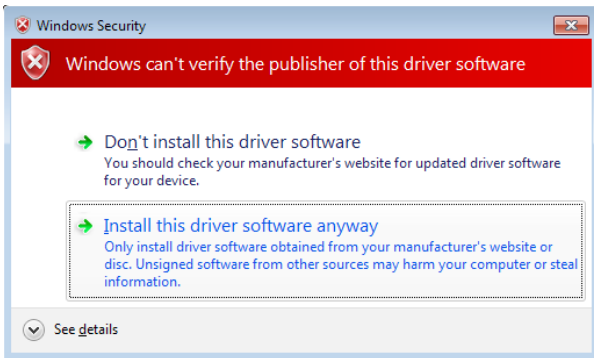 Windows Security
Windows can't verify the publisher of this driver software
Don't install this driver software
You should check your manufacturer's website for updated driver software
for your device.
Install this driver software anyway
Only install driver software obtained from your manufacturer's website or
disc. Unsigned software from other sources may harm your computer or steal
information.
See details